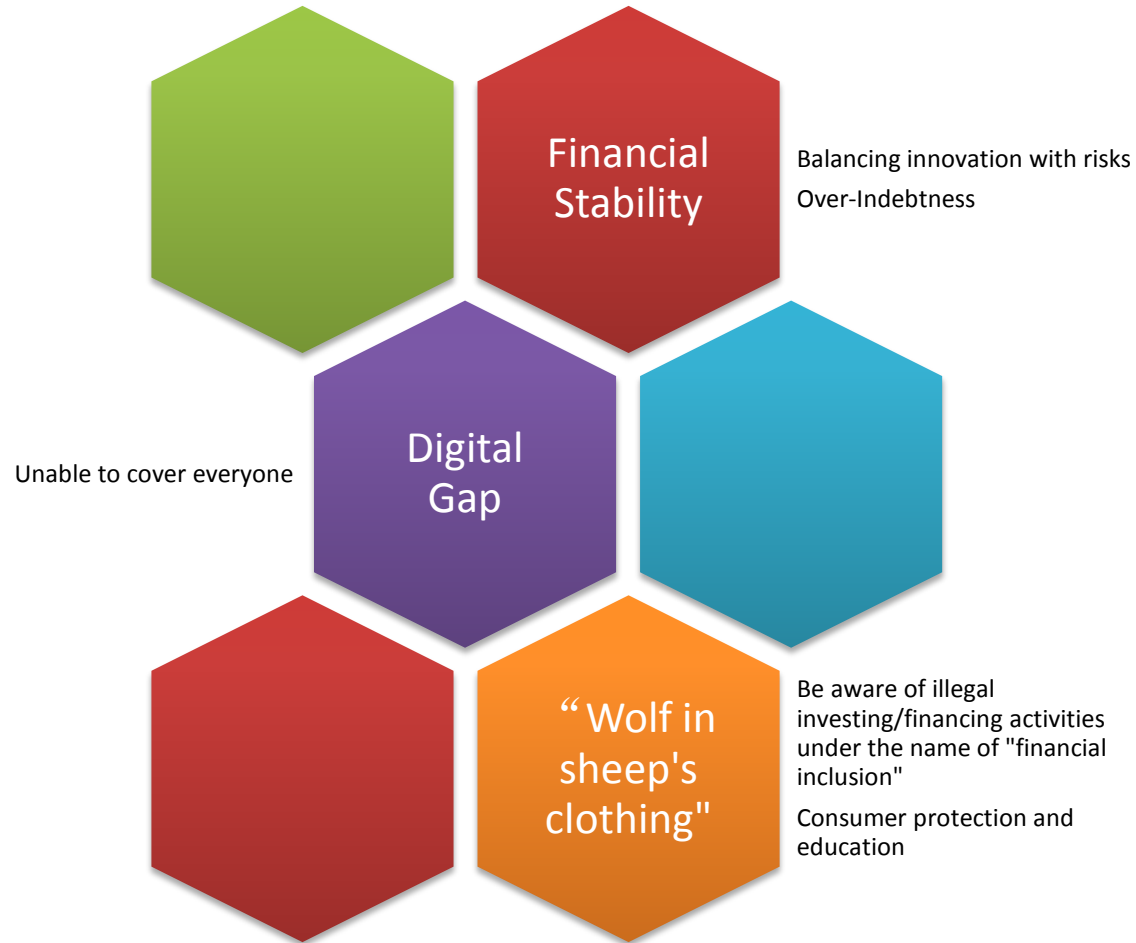 Financial
Stability
Balancing innovation with risks
Over-Indebtness
Unable to cover everyone
Digital
Gap
“Wolf in
sheep's
clothing"
Be aware of illegal
investing/financing activities
under the name of "financial
inclusion"
Consumer protection and
education